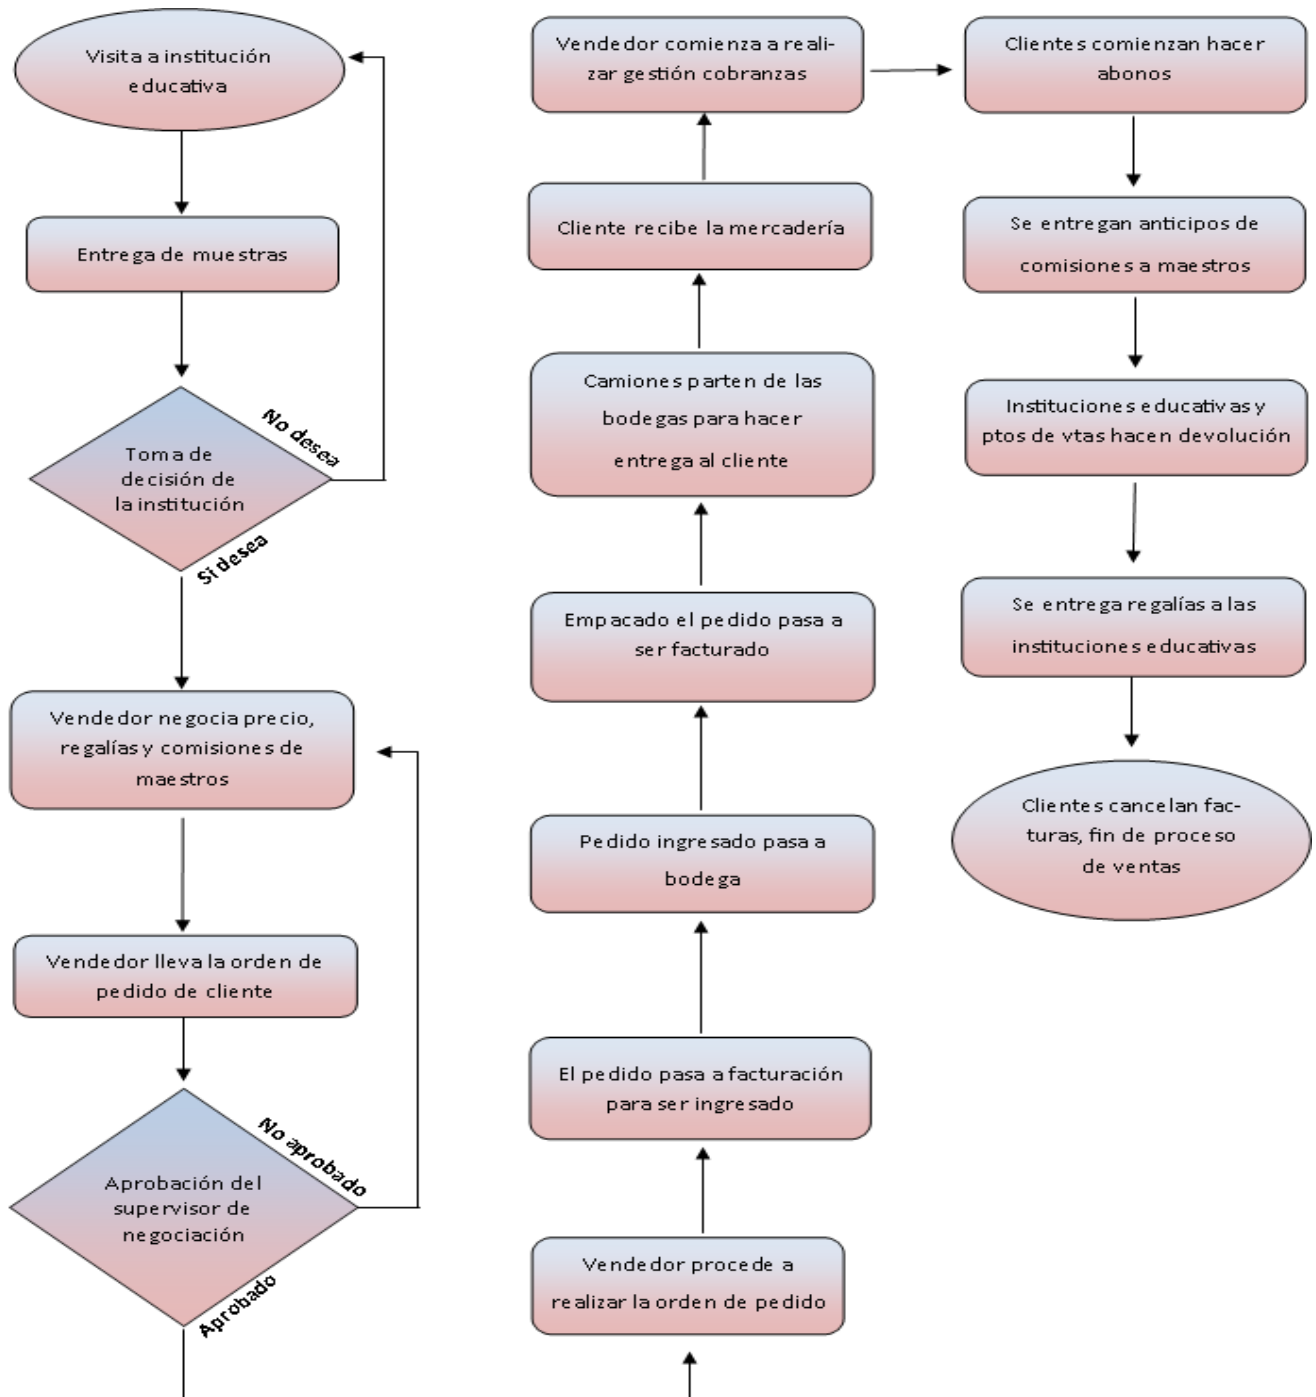 Visita a institución
educativa
Entrega de muestras
No desea
Toma de
decisión de
la institución
Si desea
Vendedor negocia precio,
regalías y comisiones de
maestros
Vendedor lleva la orden de
pedido de cliente
No aprobado
Aprobación del
supervisor de
negociación
Aprobado
Vendedor procede a
realizar la orden de pedido
El pedido pasa a facturación
para ser ingresado
Pedido ingresado pasa a
bodega
Empacado el pedido pasa a
ser facturado
Camiones parten de las
bodegas para hacer
entrega al cliente
Cliente recibe la mercadería
Vendedor comienza a reali-
zar gestión cobranzas
Clientes comienzan hacer
abonos
Se entregan anticipos de
comisiones a maestros
Instituciones educativas y
ptos de vtas hacen devolución
Se entrega regalías a las
instituciones educativas
Clientes cancelan fac-
turas, fin de proceso
de ventas